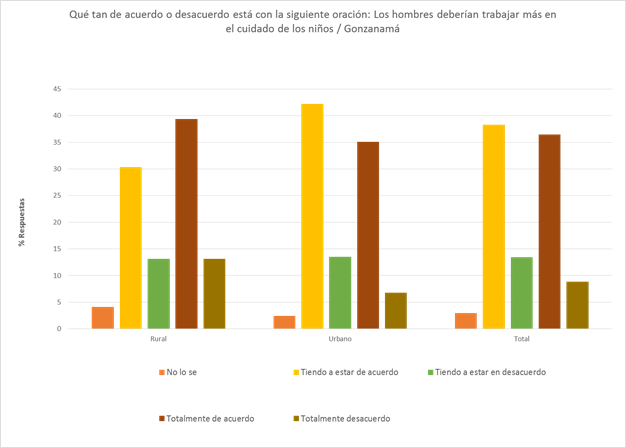 Qué tan de acuerdo o desacuerdo está con la siguiente oración: Los hombres deberían trabajar más en
el cuidado de los niños / Gonzanamá
45
40
35
30
25
20
15
10
5
0
% Respuestas
Rural Urbano Total
No lo se Tiendo a estar de acuerdo Tiendo a estar en desacuerdo
Totalmente de acuerdo Totalmente desacuerdo